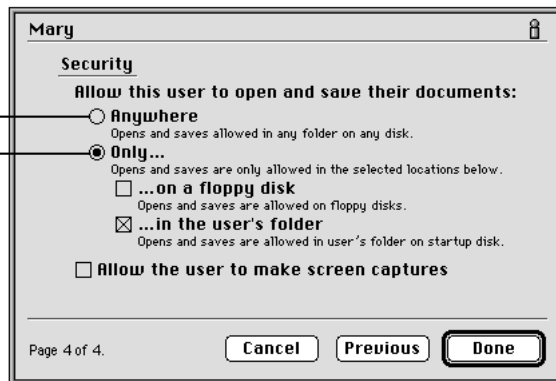 Mary
Security
Allow this user to open and save their documents:
Anywhere
Opens and saves allowed in any folder on any disk.
Only...
Opens and saves are only allowed in the selected locations below.
...on a floppy disk
Opens and saves are allowed on floppy disks.
...in the user's folder
Opens and saves are allowed in user's folder on startup disk.
Allow the user to make screen captures
Page 4 of 4.
Cancel
Previous
Done